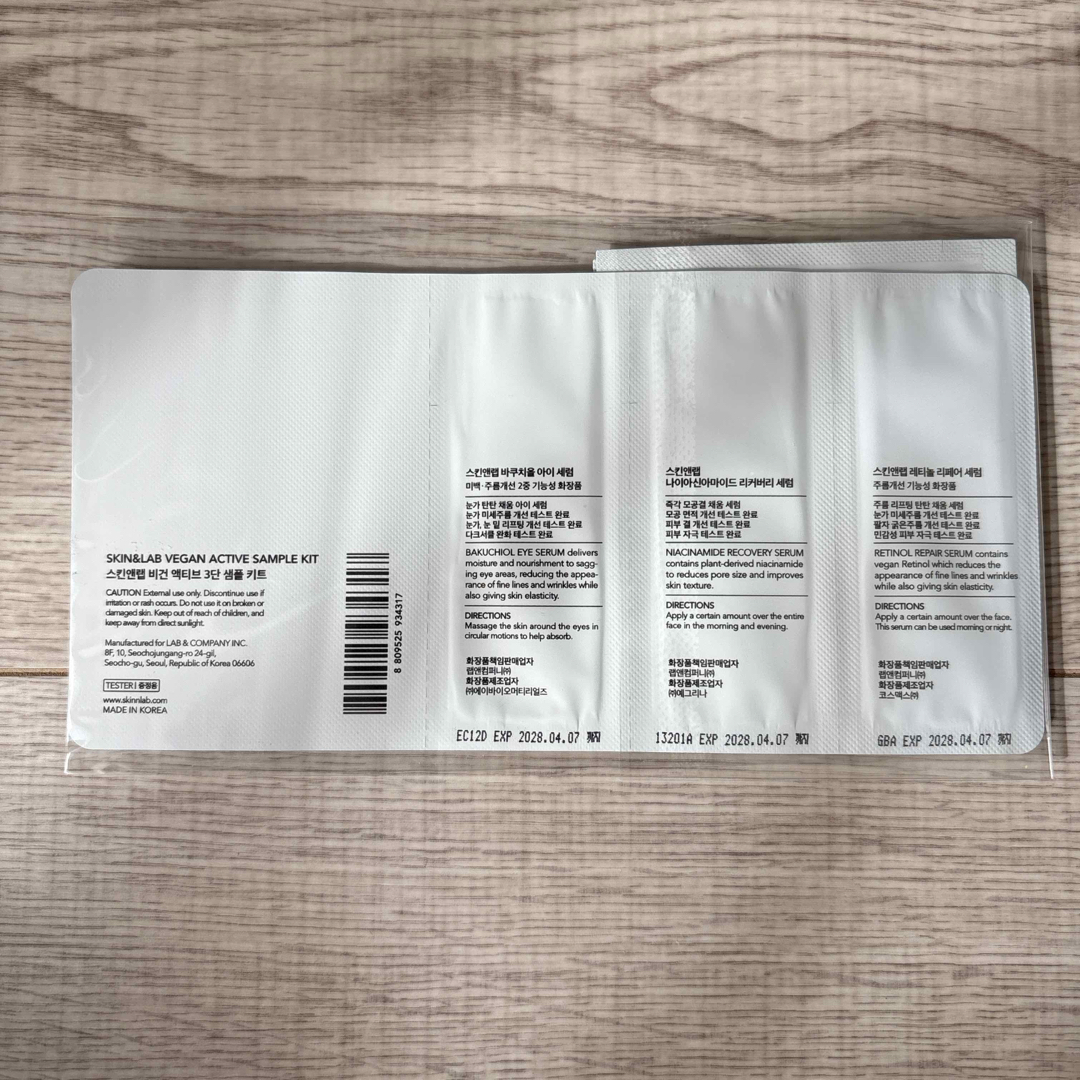 SKIN&LAB VEGAN ACTIVE SAMPLE KIT
스킨앤랩 비건 액티브 3단 샘플 키트
CAUTION External use only. Discontinue use if
irritation or rash occurs. Do not use it on broken or
damaged skin. Keep out of reach of children, and
keep away from direct sunlight.
Manufactured for LAB & COMPANY INC.
8F, 10, Seochojungang-ro 24-gil,
Seocho-gu, Seoul, Republic of Korea 06606
TESTER | 증정용
www.skinnlab.com
MADE IN KOREA
8 809525 934317
스킨앤랩 바쿠치올 아이 세럼
미백·주름개선 2중 기능성 화장품
눈가 탄탄 채움 아이 세럼
눈가 미세주름 개선 테스트 완료
눈가, 눈 밑 리프팅 개선 테스트 완료
다크서클 완화 테스트 완료
BAKUCHIOL EYE SERUM delivers
moisture and nourishment to sagg-
ing eye areas, reducing the appea-
rance of fine lines and wrinkles while
also giving skin elasticity.
DIRECTIONS
Massage the skin around the eyes in
circular motions to help absorb.
화장품책임판매업자
랩앤컴퍼니㈜
화장품제조업자
㈜에이바이오머티리얼즈
EC12D EXP 2028.04.07 까지
스킨앤랩
나이아신아마이드 리커버리 세럼
즉각 모공결 채움 세럼
모공 면적 개선 테스트 완료
피부 결 개선 테스트 완료
피부 자극 테스트 완료
NIACINAMIDE RECOVERY SERUM
contains plant-derived niacinamide
to reduces pore size and improves
skin texture.
DIRECTIONS
Apply a certain amount over the entire
face in the morning and evening.
화장품책임판매업자
랩앤컴퍼니㈜
화장품제조업자
㈜예그리나
13201A EXP 2028.04.07 까지
스킨앤랩 레티놀 리페어 세럼
주름개선 기능성 화장품
주름 리프팅 탄탄 채움 세럼
눈가 미세주름 개선 테스트 완료
팔자 굵은주름 개선 테스트 완료
민감성 피부 자극 테스트 완료
RETINOL REPAIR SERUM contains
vegan Retinol which reduces the
appearance of fine lines and wrinkles
while also giving skin elasticity.
DIRECTIONS
Apply a certain amount over the face.
This serum can be used morning or night.
화장품책임판매업자
랩앤컴퍼니㈜
화장품제조업자
코스맥스㈜
GBA EXP 2028.04.07 까지